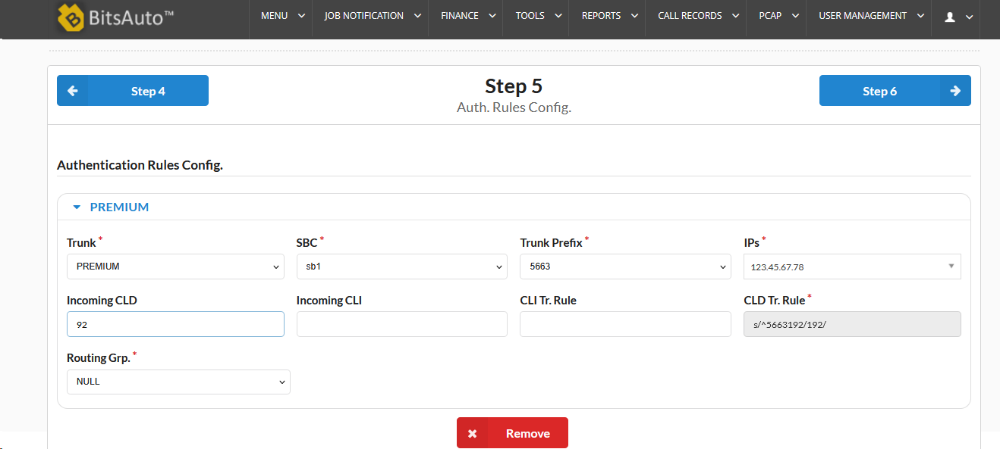 BitsAuto™
MENU JOB NOTIFICATION FINANCE TOOLS REPORTS CALL RECORDS PCAP USER MANAGEMENT
Step 4
Step 5
Auth. Rules Config.
Step 6
Authentication Rules Config.
PREMIUM
Trunk * SBC * Trunk Prefix * IPs *
PREMIUM sb1 5663 123.45.67.78
Incoming CLD Incoming CLI CLI Tr. Rule CLD Tr. Rule *
92 s/^5663192/192/
Routing Grp. *
NULL
Remove